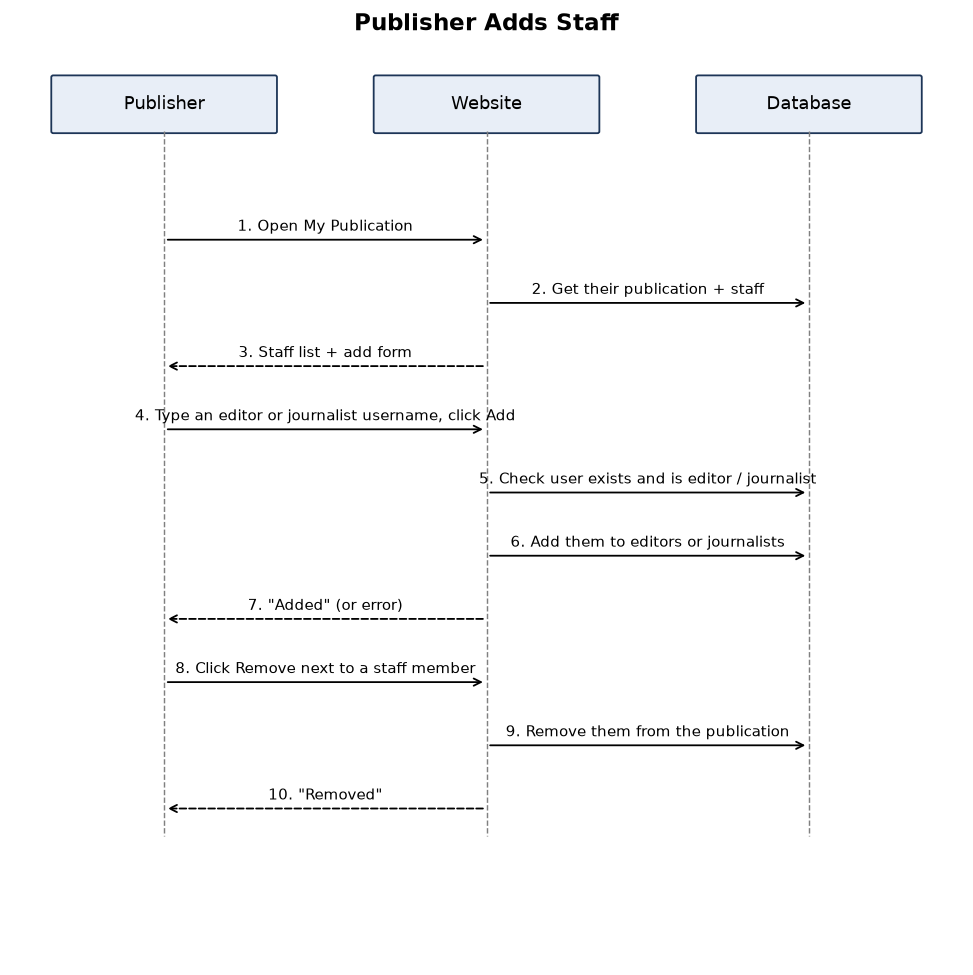 Publisher Adds Staff
Publisher
Website
Database
1. Open My Publication
2. Get their publication + staff
3. Staff list + add form
4. Type an editor or journalist username, click Add
5. Check user exists and is editor / journalist
6. Add them to editors or journalists
7. "Added" (or error)
8. Click Remove next to a staff member
9. Remove them from the publication
10. "Removed"